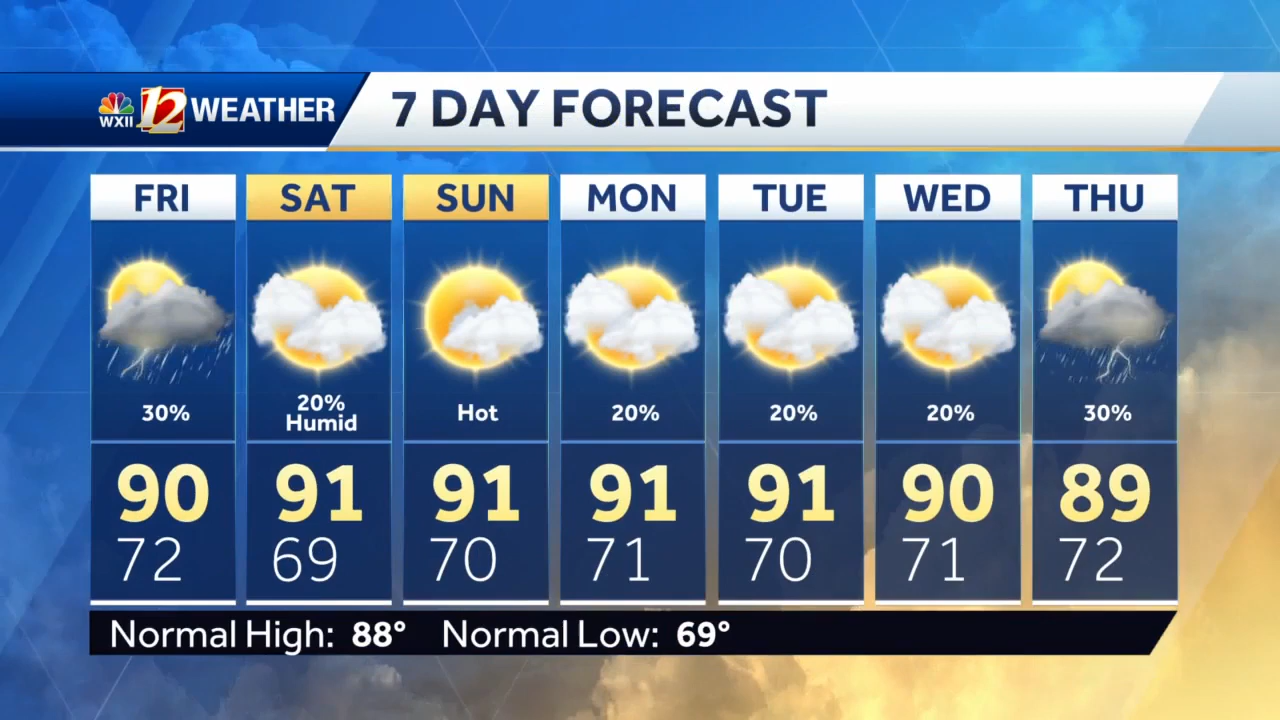 WXII 12 WEATHER
7 DAY FORECAST
FRI SAT SUN MON TUE WED THU
30% 20% Humid Hot 20% 20% 20% 30%
90 91 91 91 91 90 89
72 69 70 71 70 71 72
Normal High: 88° Normal Low: 69°